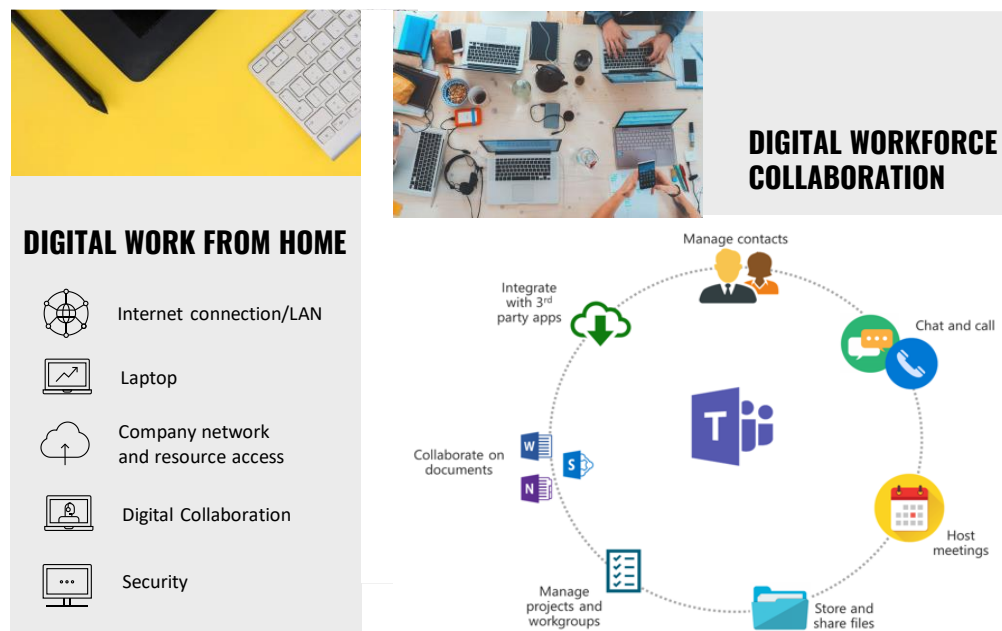 DIGITAL WORK FROM HOME
Internet connection/LAN
Laptop
Company network
and resource access
Digital Collaboration
Security
DIGITAL WORKFORCE
COLLABORATION
Manage contacts
Integrate
with 3rd
party apps
Chat and call
T
Collaborate on
documents
W
S
N
Host
meetings
Manage
projects and
workgroups
Store and
share files